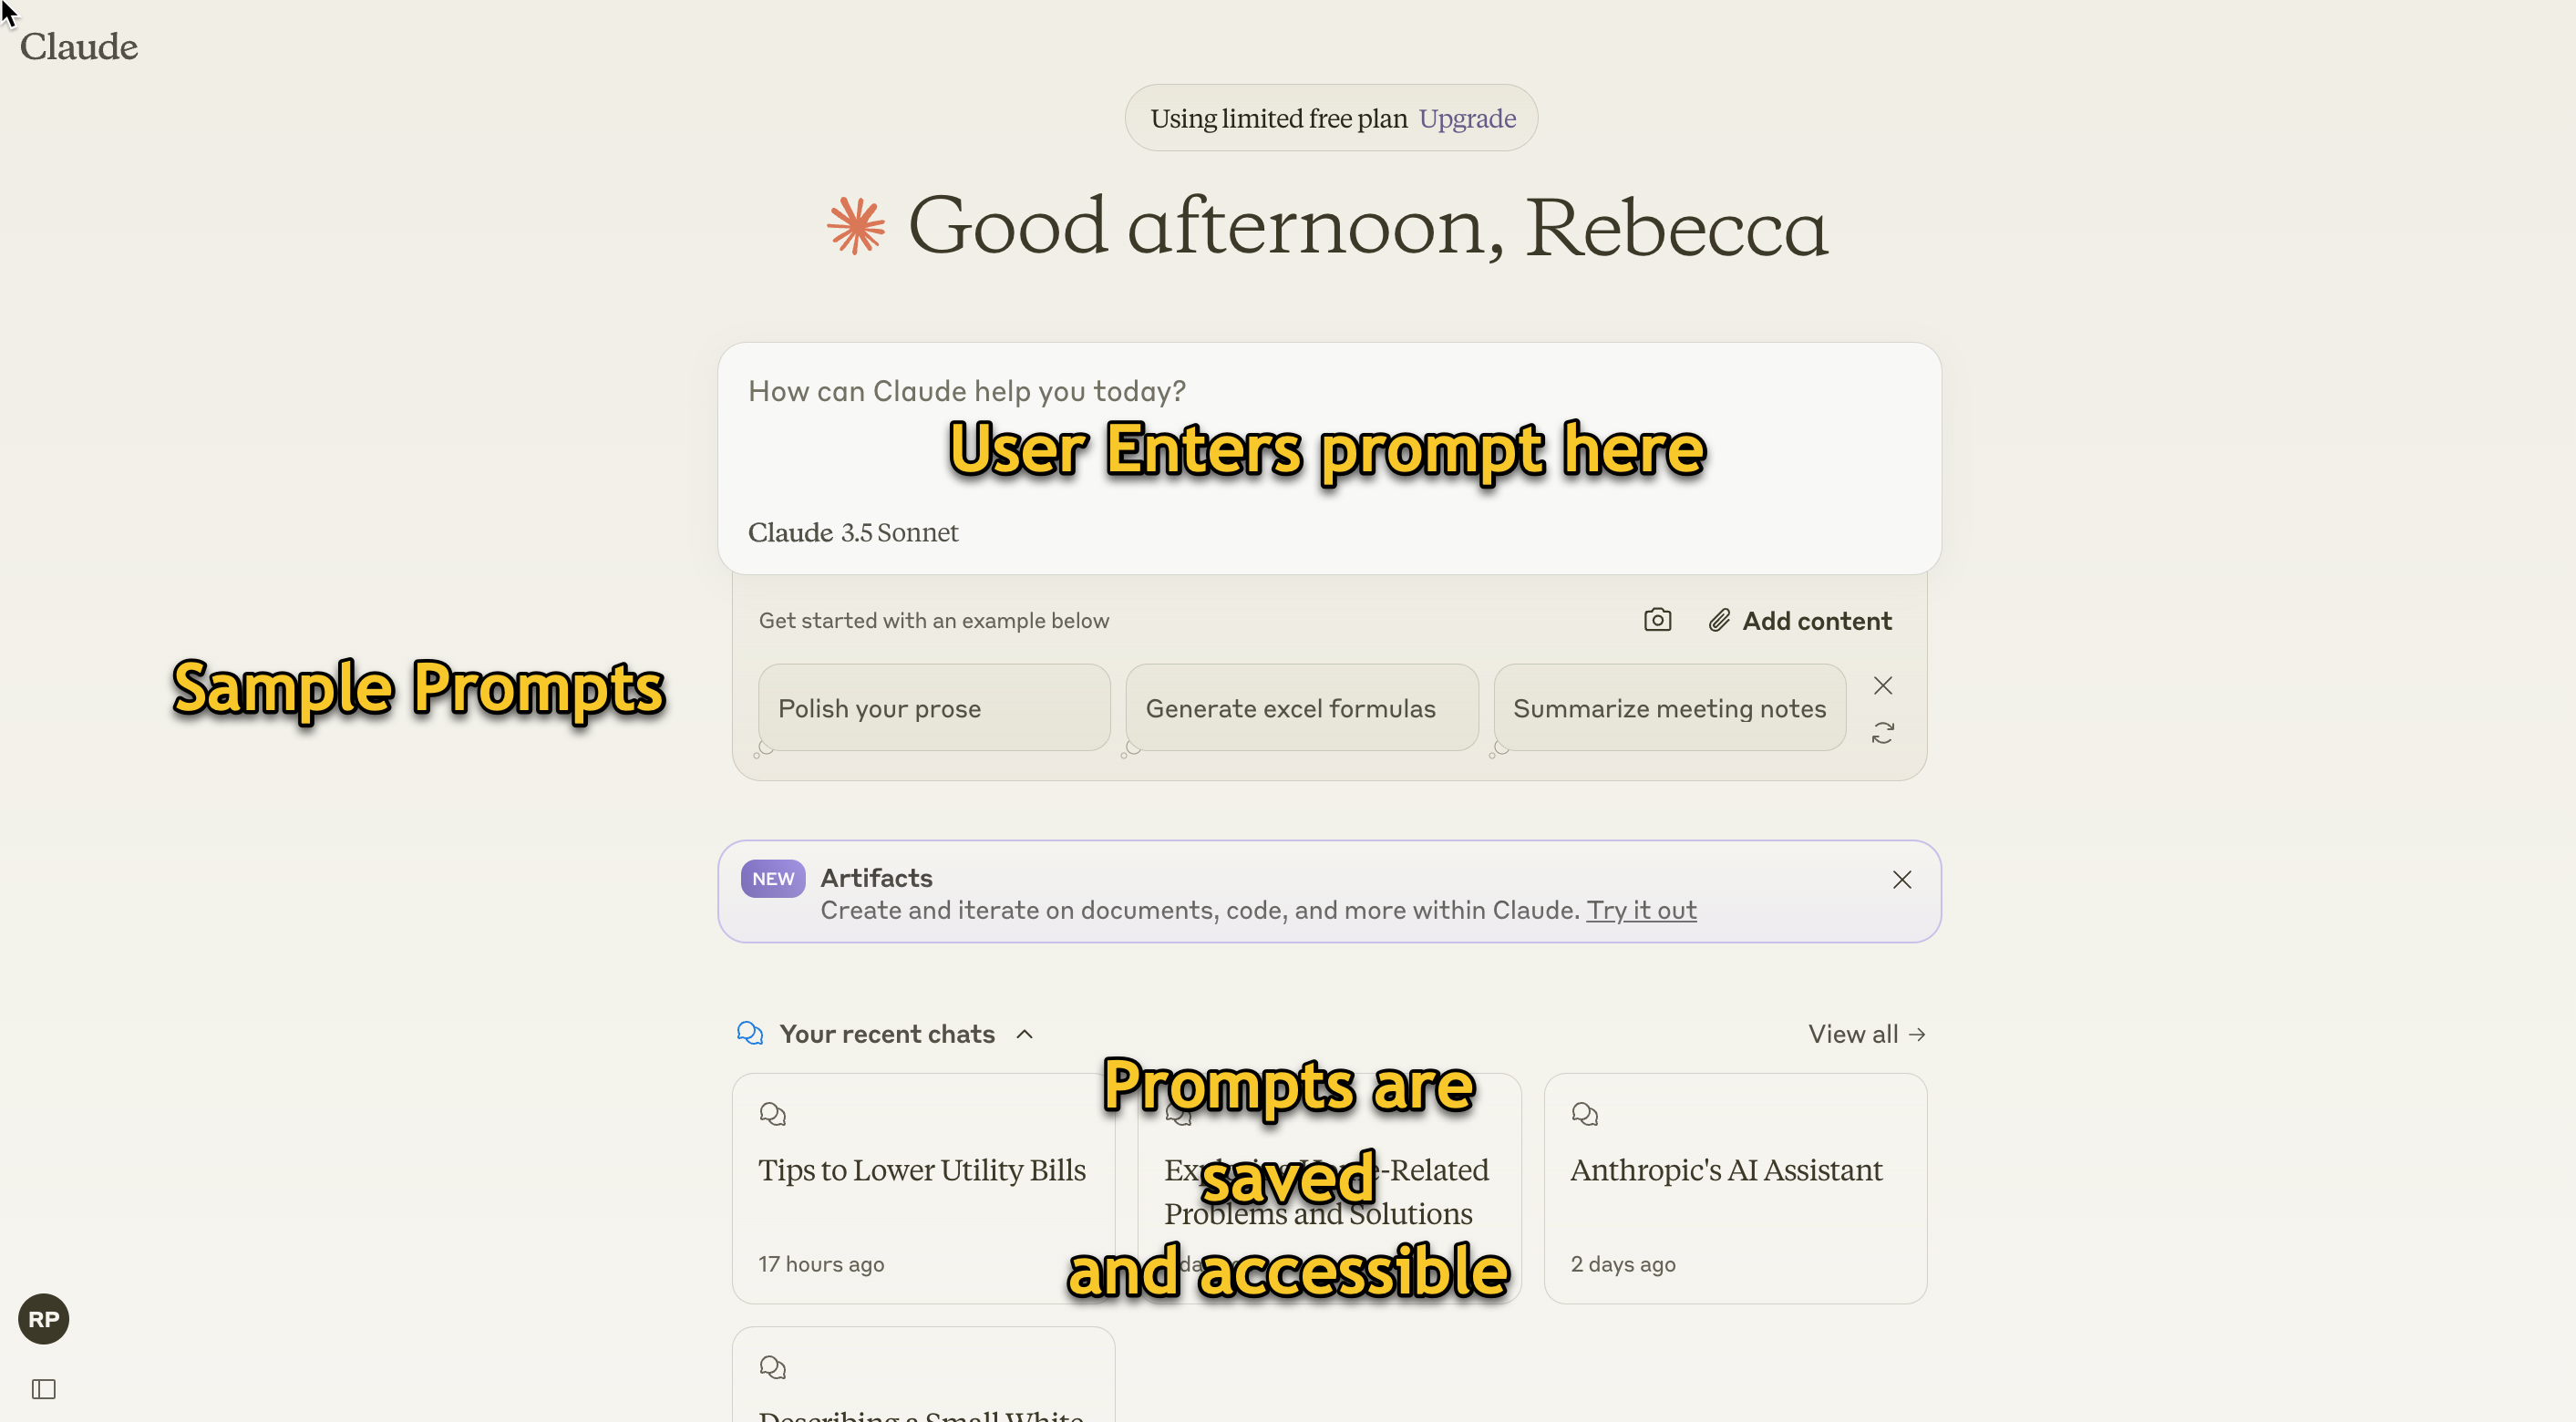 Claude
Using limited free plan Upgrade
Good afternoon, Rebecca
How can Claude help you today?
User Enters prompt here
Claude 3.5 Sonnet
Get started with an example below
Add content
Sample Prompts
Polish your prose
Generate excel formulas
Summarize meeting notes
NEW
Artifacts
Create and iterate on documents, code, and more within Claude. Try it out
Your recent chats
View all
Prompts are
saved
and accessible
Tips to Lower Utility Bills
17 hours ago
-Related
Problems and Solutions
Anthropic's AI Assistant
2 days ago
RP
Describing a Small White